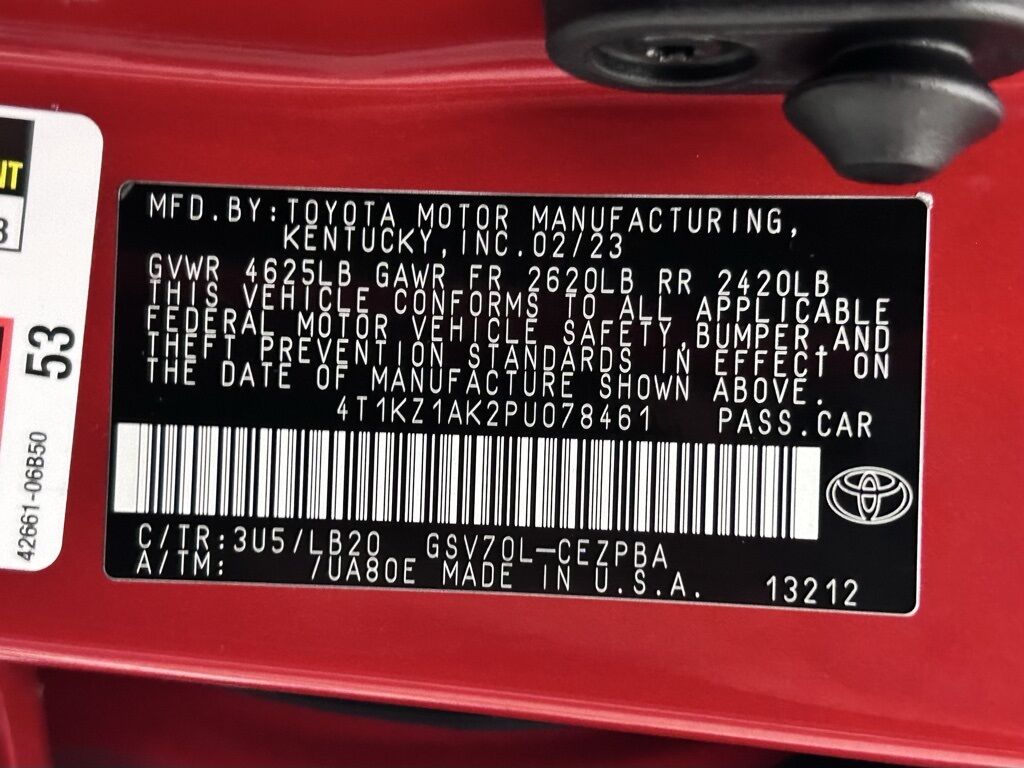 NT
3
53
42661-06B50
MFD.BY:TOYOTA MOTOR MANUFACTURING,
KENTUCKY,INC.02/23
GVWR 4625LB GAWR FR 2620LB RR 2420LB
THIS VEHICLE CONFORMS TO ALL APPLICABLE
FEDERAL MOTOR VEHICLE SAFETY,BUMPER,AND
THEFT PREVENTION STANDARDS IN EFFECT ON
THE DATE OF MANUFACTURE SHOWN ABOVE.
4T1KZ1AK2PU078461 PASS.CAR
C/TR:3U5/LB20 GSV70L-CEZPBA
A/TM: /UA80E MADE IN U.S.A.
13212